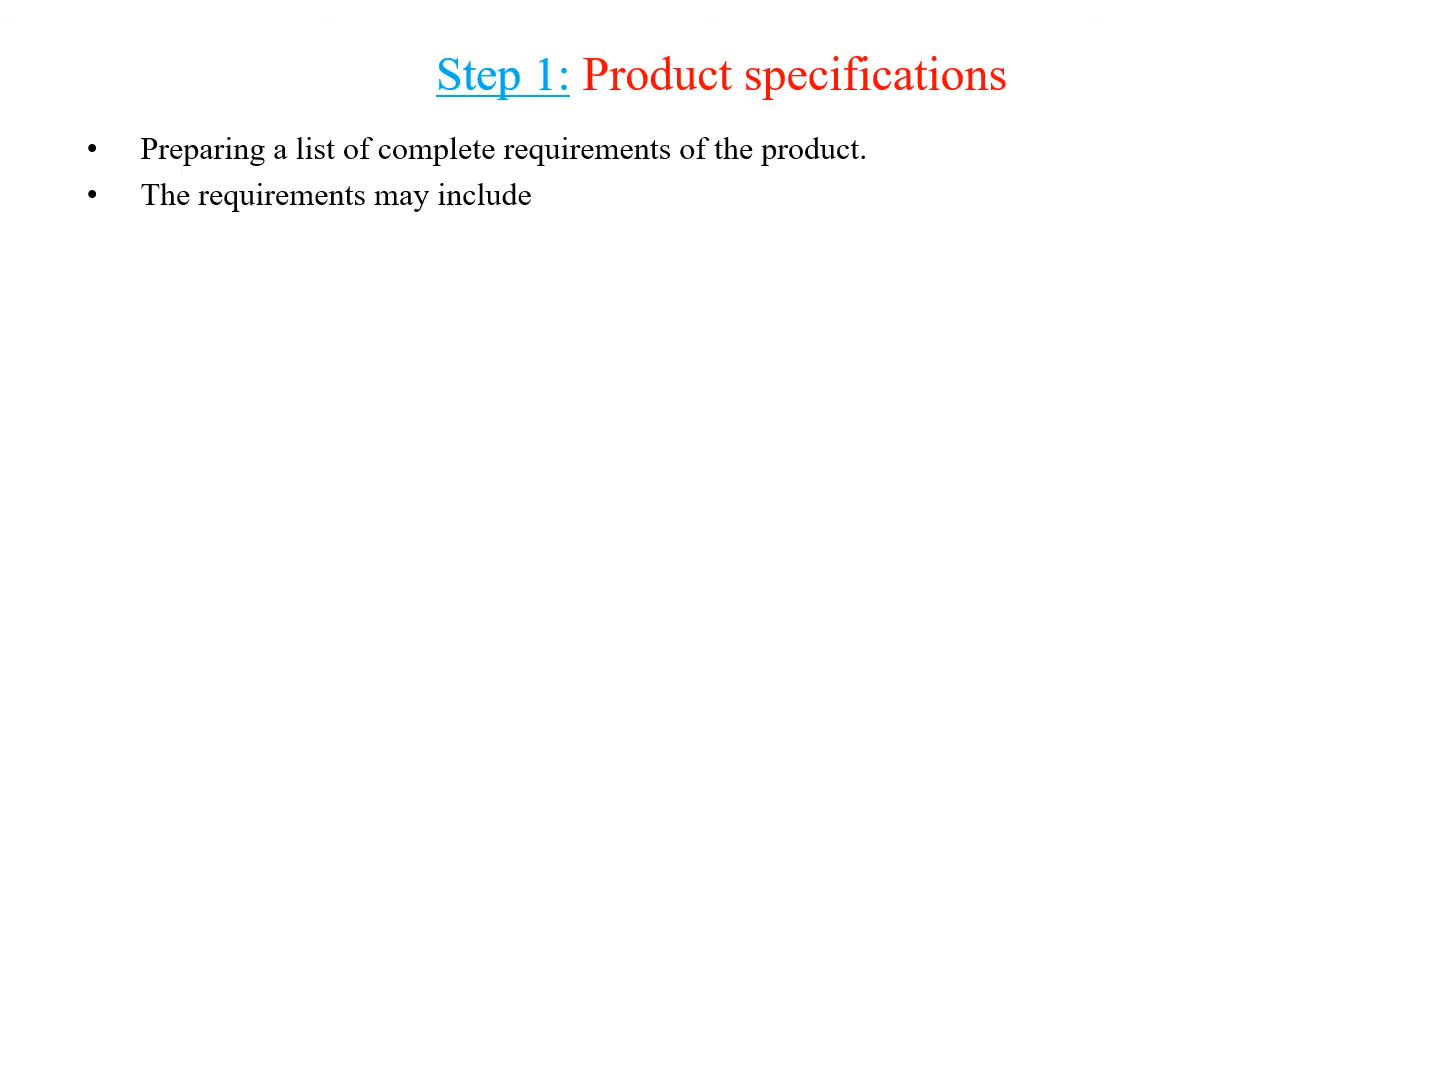 Step 1: Product specifications
• Preparing a list of complete requirements of the product.
• The requirements may include